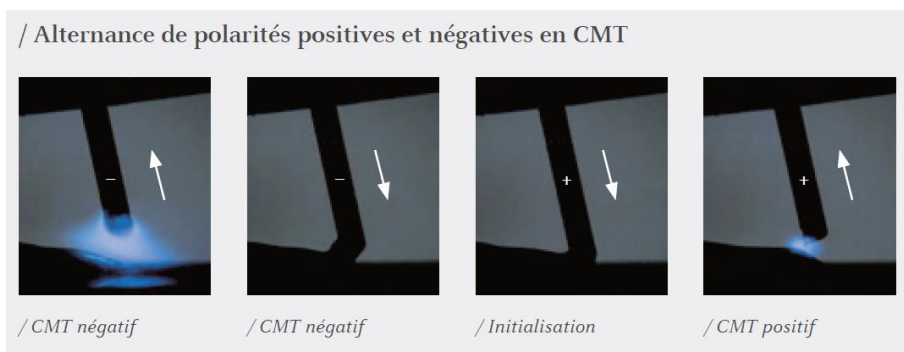 / Alternance de polarités positives et négatives en CMT
–
–
+
+
/ CMT négatif
/ CMT négatif
/ Initialisation
/ CMT positif